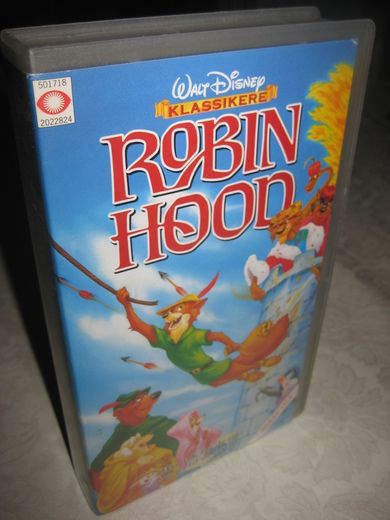 501718
2022824
WALT DISNEY
KLASSIKERE
ROBIN
HOOD